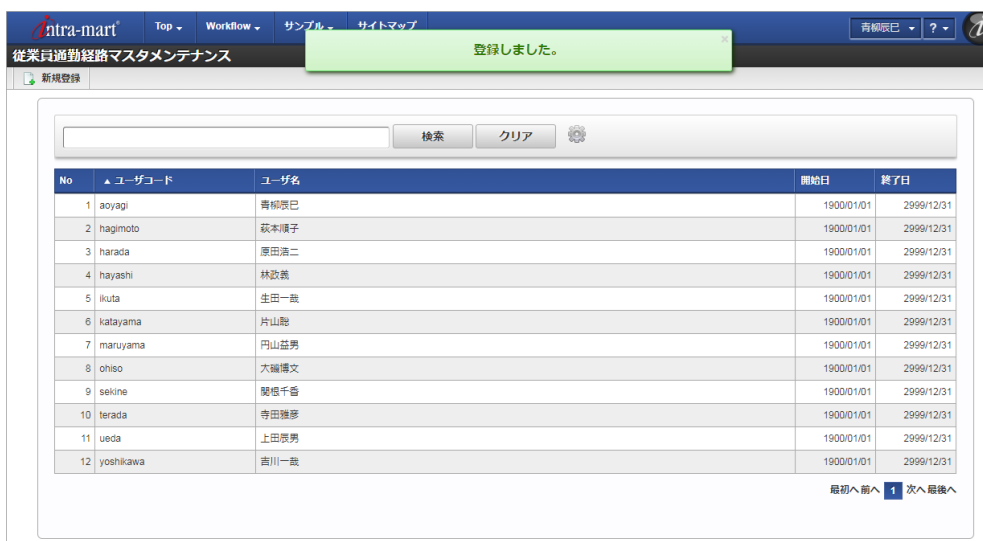 intra-mart® Top Workflow サンプル サイトマップ 青柳辰巳 ?
登録しました。 ×
従業員通勤経路マスタメンテナンス
新規登録
検索 クリア
No ▲ ユーザコード ユーザ名 開始日 終了日
1 aoyagi 青柳辰巳 1900/01/01 2999/12/31
2 hagimoto 萩本順子 1900/01/01 2999/12/31
3 harada 原田浩二 1900/01/01 2999/12/31
4 hayashi 林政義 1900/01/01 2999/12/31
5 ikuta 生田一哉 1900/01/01 2999/12/31
6 katayama 片山聡 1900/01/01 2999/12/31
7 maruyama 円山益男 1900/01/01 2999/12/31
8 ohiso 大磯博文 1900/01/01 2999/12/31
9 sekine 関根千香 1900/01/01 2999/12/31
10 terada 寺田雅彦 1900/01/01 2999/12/31
11 ueda 上田辰男 1900/01/01 2999/12/31
12 yoshikawa 吉川一哉 1900/01/01 2999/12/31
最初へ 前へ 1 次へ 最後へ